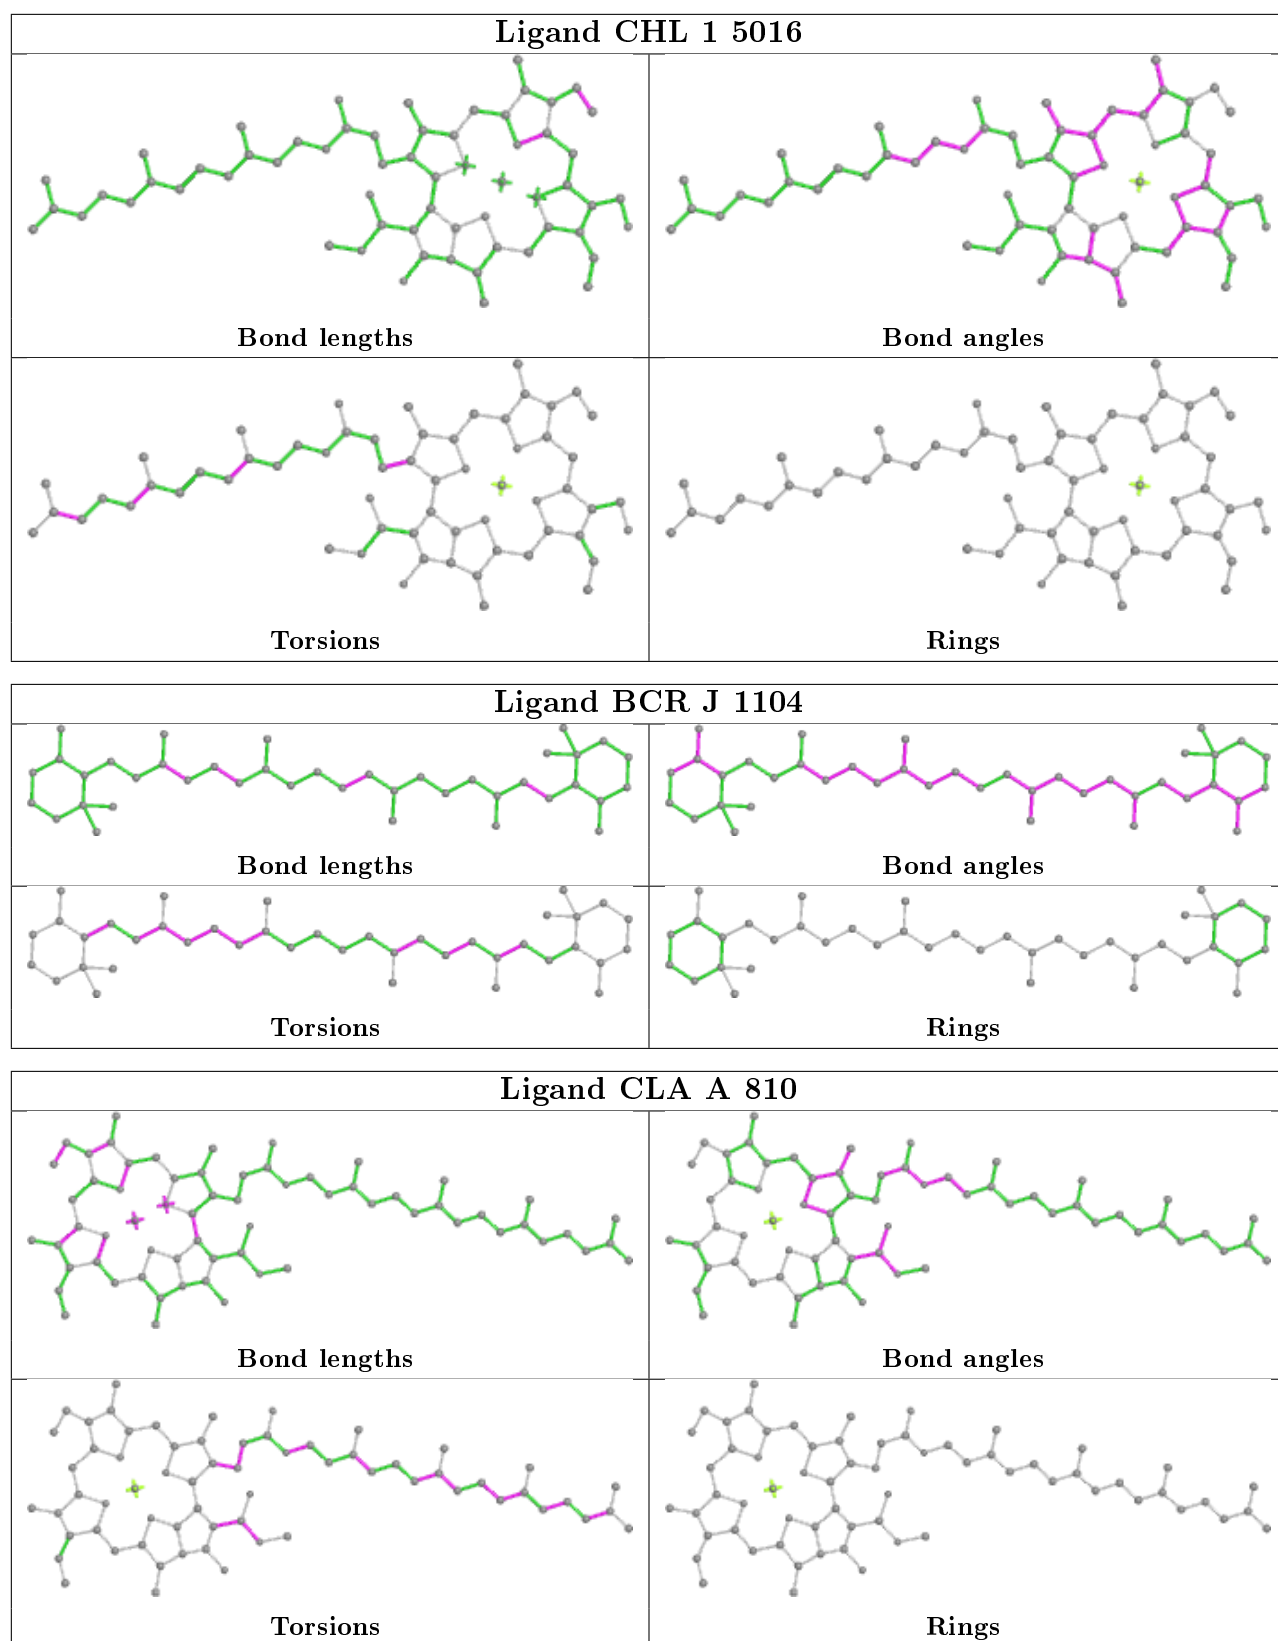 Ligand CHL 1 5016
Bond lengths
Bond angles
Torsions
Rings
Ligand BCR J 1104
Bond lengths
Bond angles
Torsions
Rings
Ligand CLA A 810
Bond lengths
Bond angles
Torsions
Rings